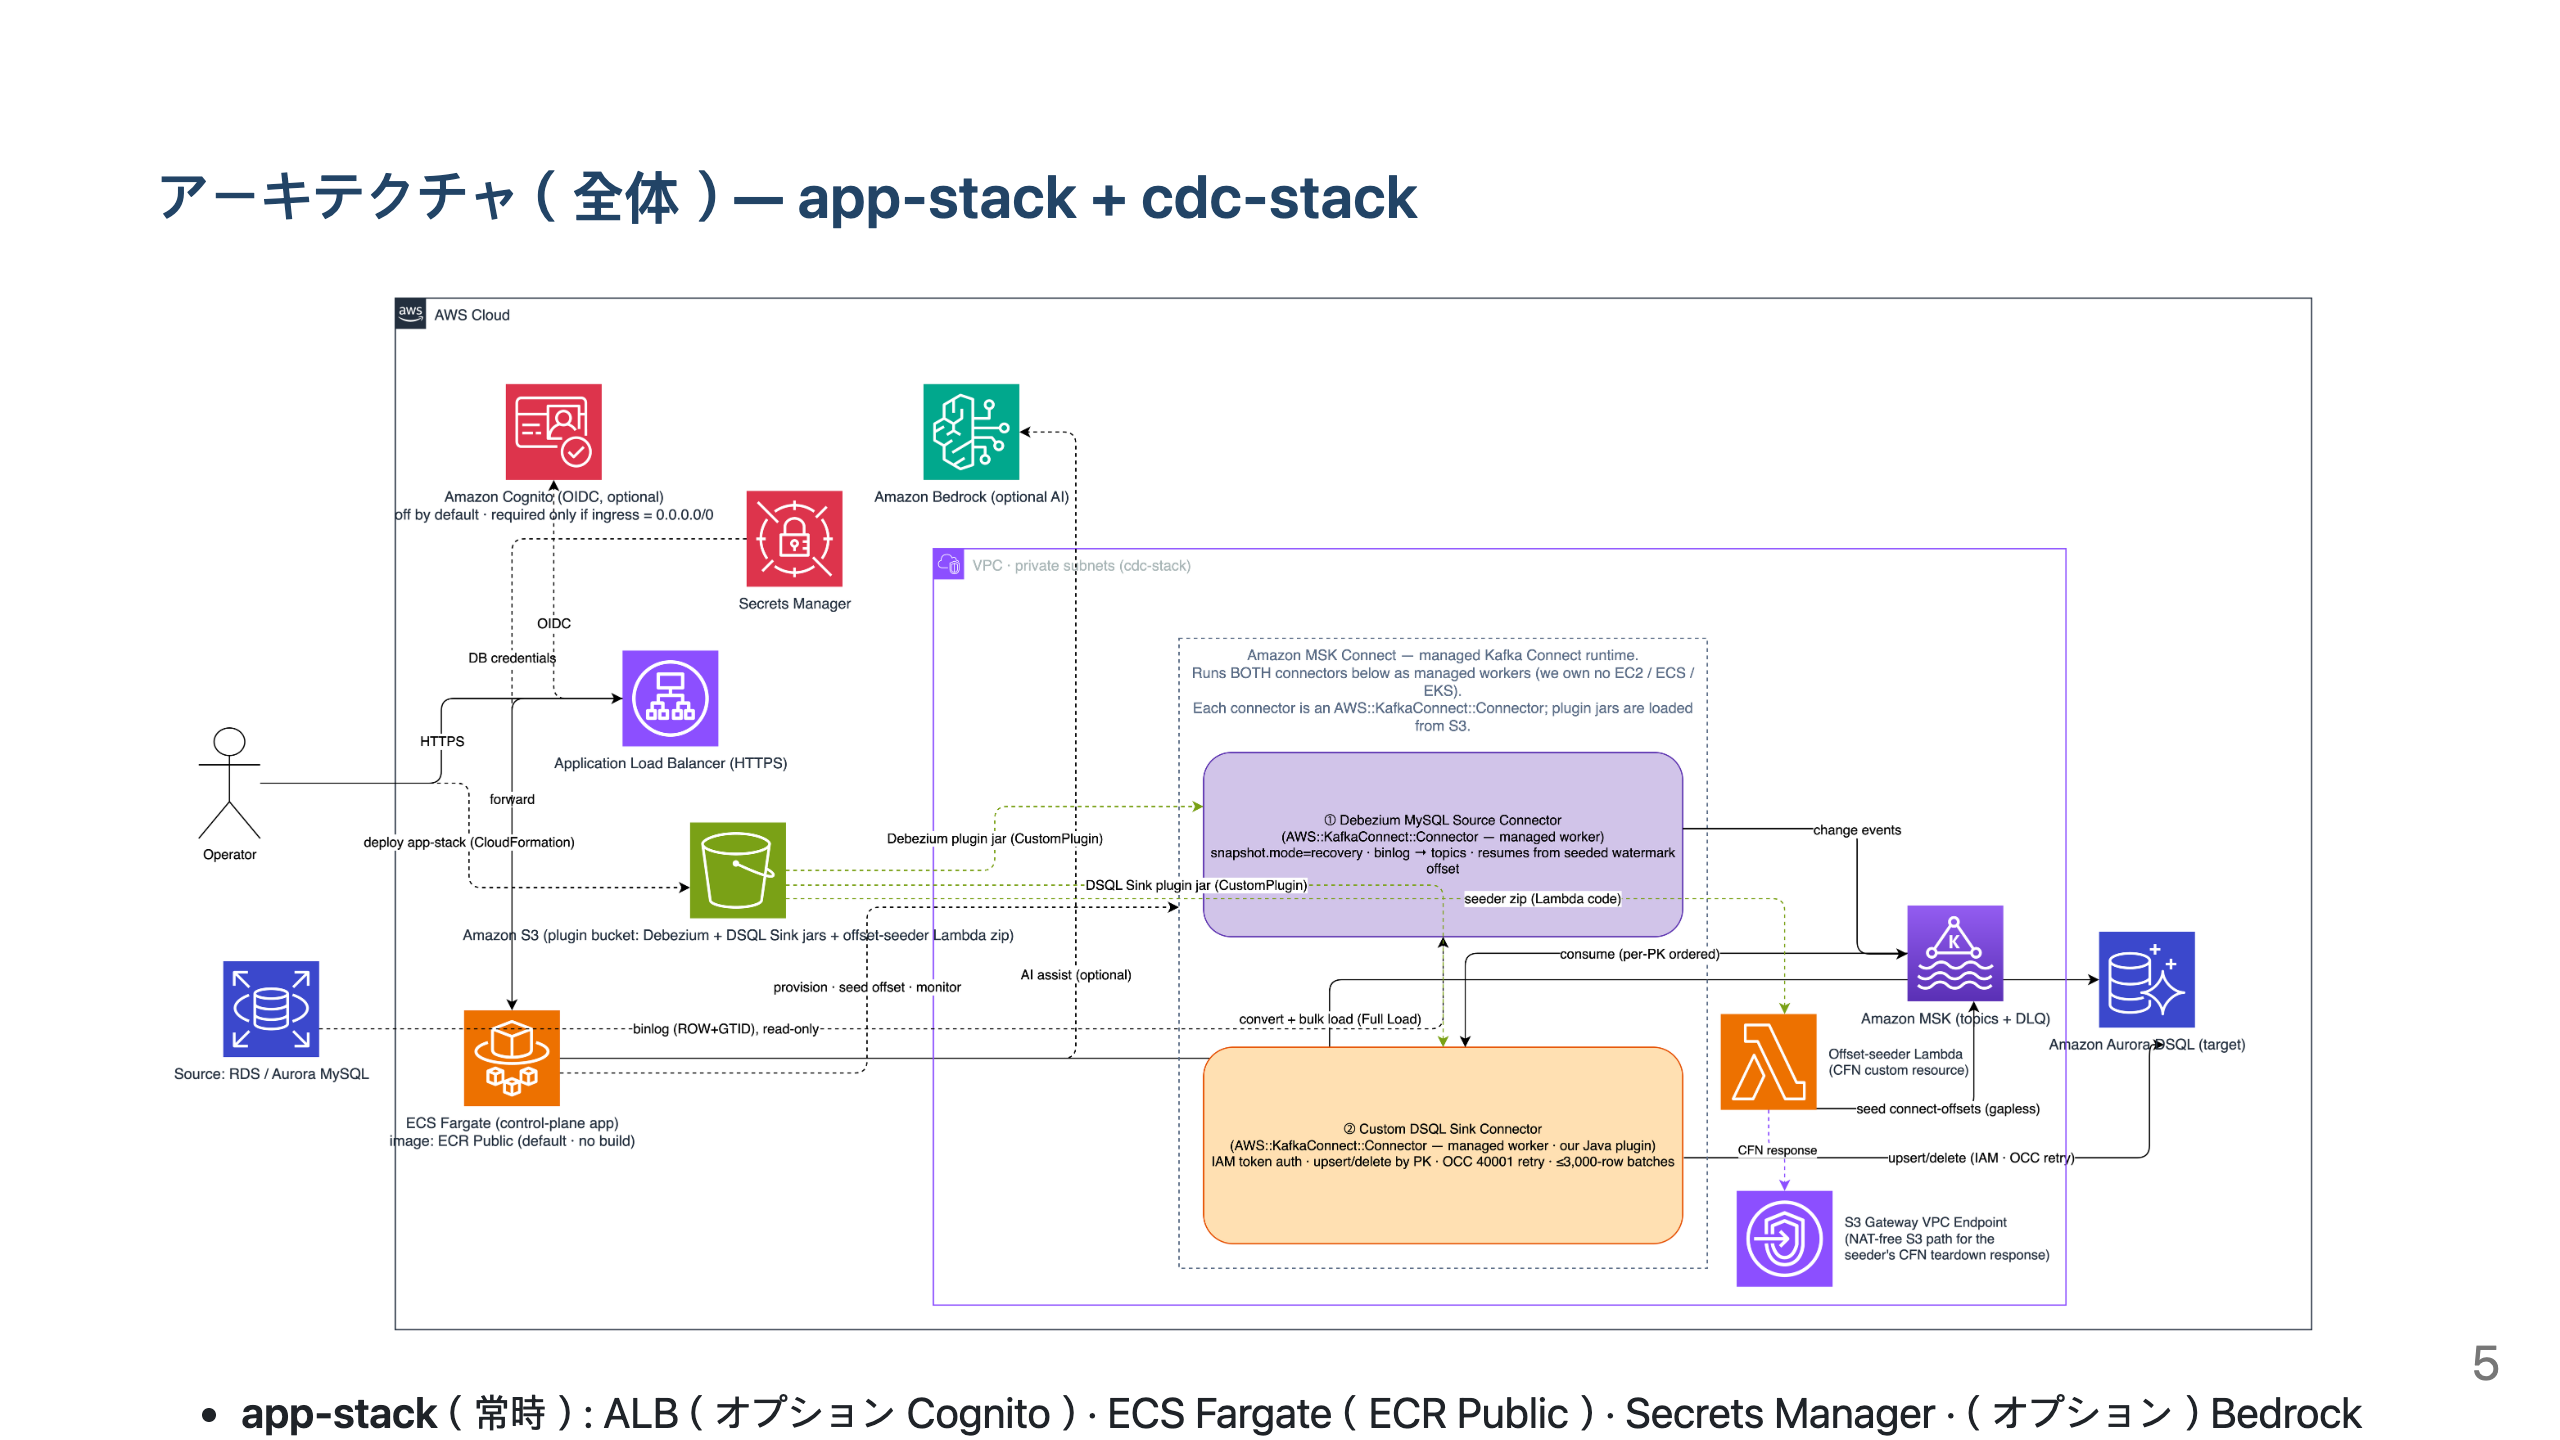 アーキテクチャ（全体）— app-stack + cdc-stack
aws
AWS Cloud
Amazon Cognito (OIDC, optional)
off by default · required only if ingress = 0.0.0.0/0
Amazon Bedrock (optional AI)
Secrets Manager
VPC · private subnets (cdc-stack)
OIDC
DB credentials
Amazon MSK Connect — managed Kafka Connect runtime.
Runs BOTH connectors below as managed workers (we own no EC2 / ECS /
EKS).
Each connector is an AWS::KafkaConnect::Connector; plugin jars are loaded
from S3.
HTTPS
Application Load Balancer (HTTPS)
forward
deploy app-stack (CloudFormation)
Operator
Debezium plugin jar (CustomPlugin)
① Debezium MySQL Source Connector
(AWS::KafkaConnect::Connector — managed worker)
snapshot.mode=recovery · binlog → topics · resumes from seeded watermark
offset
change events
DSQL Sink plugin jar (CustomPlugin)
seeder zip (Lambda code)
Amazon S3 (plugin bucket: Debezium + DSQL Sink jars + offset-seeder Lambda zip)
K
consume (per-PK ordered)
AI assist (optional)
provision · seed offset · monitor
convert + bulk load (Full Load)
Amazon MSK (topics + DLQ)
binlog (ROW+GTID), read-only
Amazon Aurora DSQL (target)
Source: RDS / Aurora MySQL
Offset-seeder Lambda
(CFN custom resource)
seed connect-offsets (gapless)
ECS Fargate (control-plane app)
image: ECR Public (default · no build)
② Custom DSQL Sink Connector
(AWS::KafkaConnect::Connector — managed worker · our Java plugin)
IAM token auth · upsert/delete by PK · OCC 40001 retry · ≤3,000-row batches
CFN response
upsert/delete (IAM · OCC retry)
S3 Gateway VPC Endpoint
(NAT-free S3 path for the
seeder's CFN teardown response)
5
• app-stack（常時）: ALB（オプション Cognito）· ECS Fargate（ECR Public）· Secrets Manager ·（オプション）Bedrock